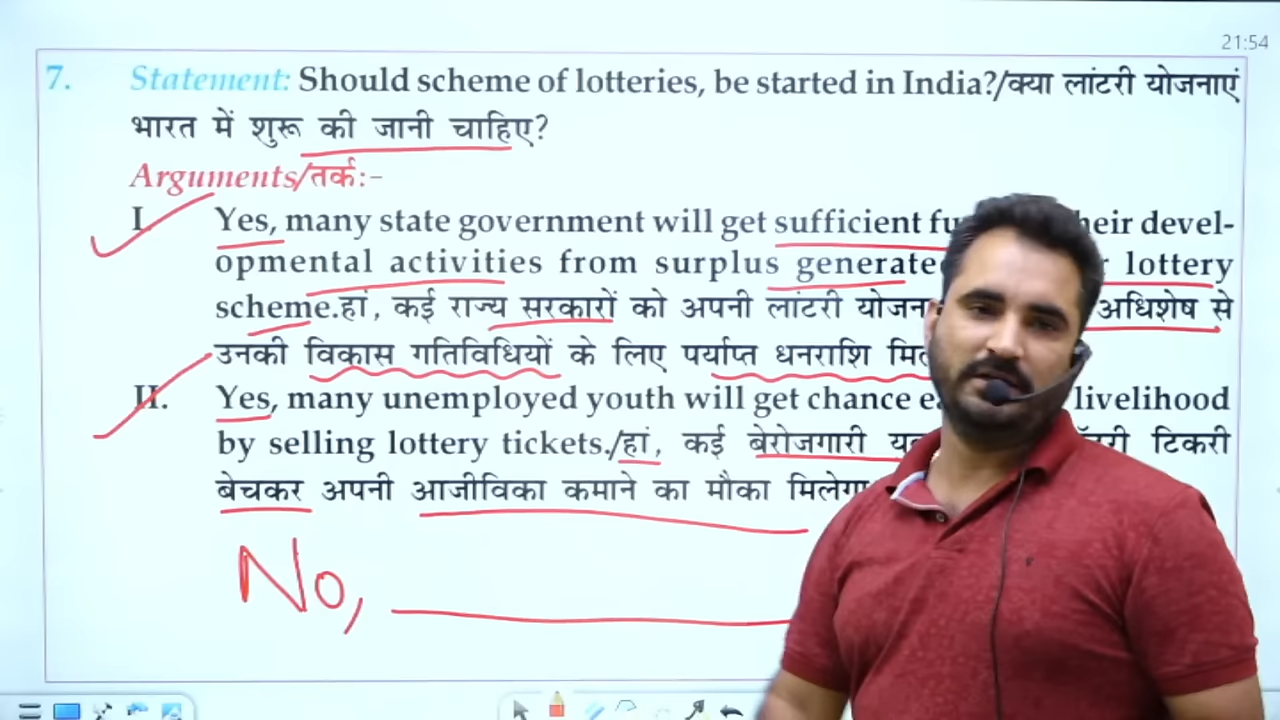 21:54
7. Statement: Should scheme of lotteries, be started in India?/क्या लांटरी योजनाएं
भारत में शुरू की जानी चाहिए?
Arguments/तर्क:-
I. Yes, many state government will get sufficient heir devel-
opmental activities from surplus generate lottery
scheme.हां, कई राज्य सरकारों को अपनी लांटरी अधिशेष से
उनकी विकास गतिविधियों के लिए पर्याप्त धनराशि
II. Yes, many unemployed youth will get chance livelihood
by selling lottery tickets./हां, कई बेरोजगारी टिकरी
बेचकर अपनी आजीविका कमाने का मौका मिलेगा
No,